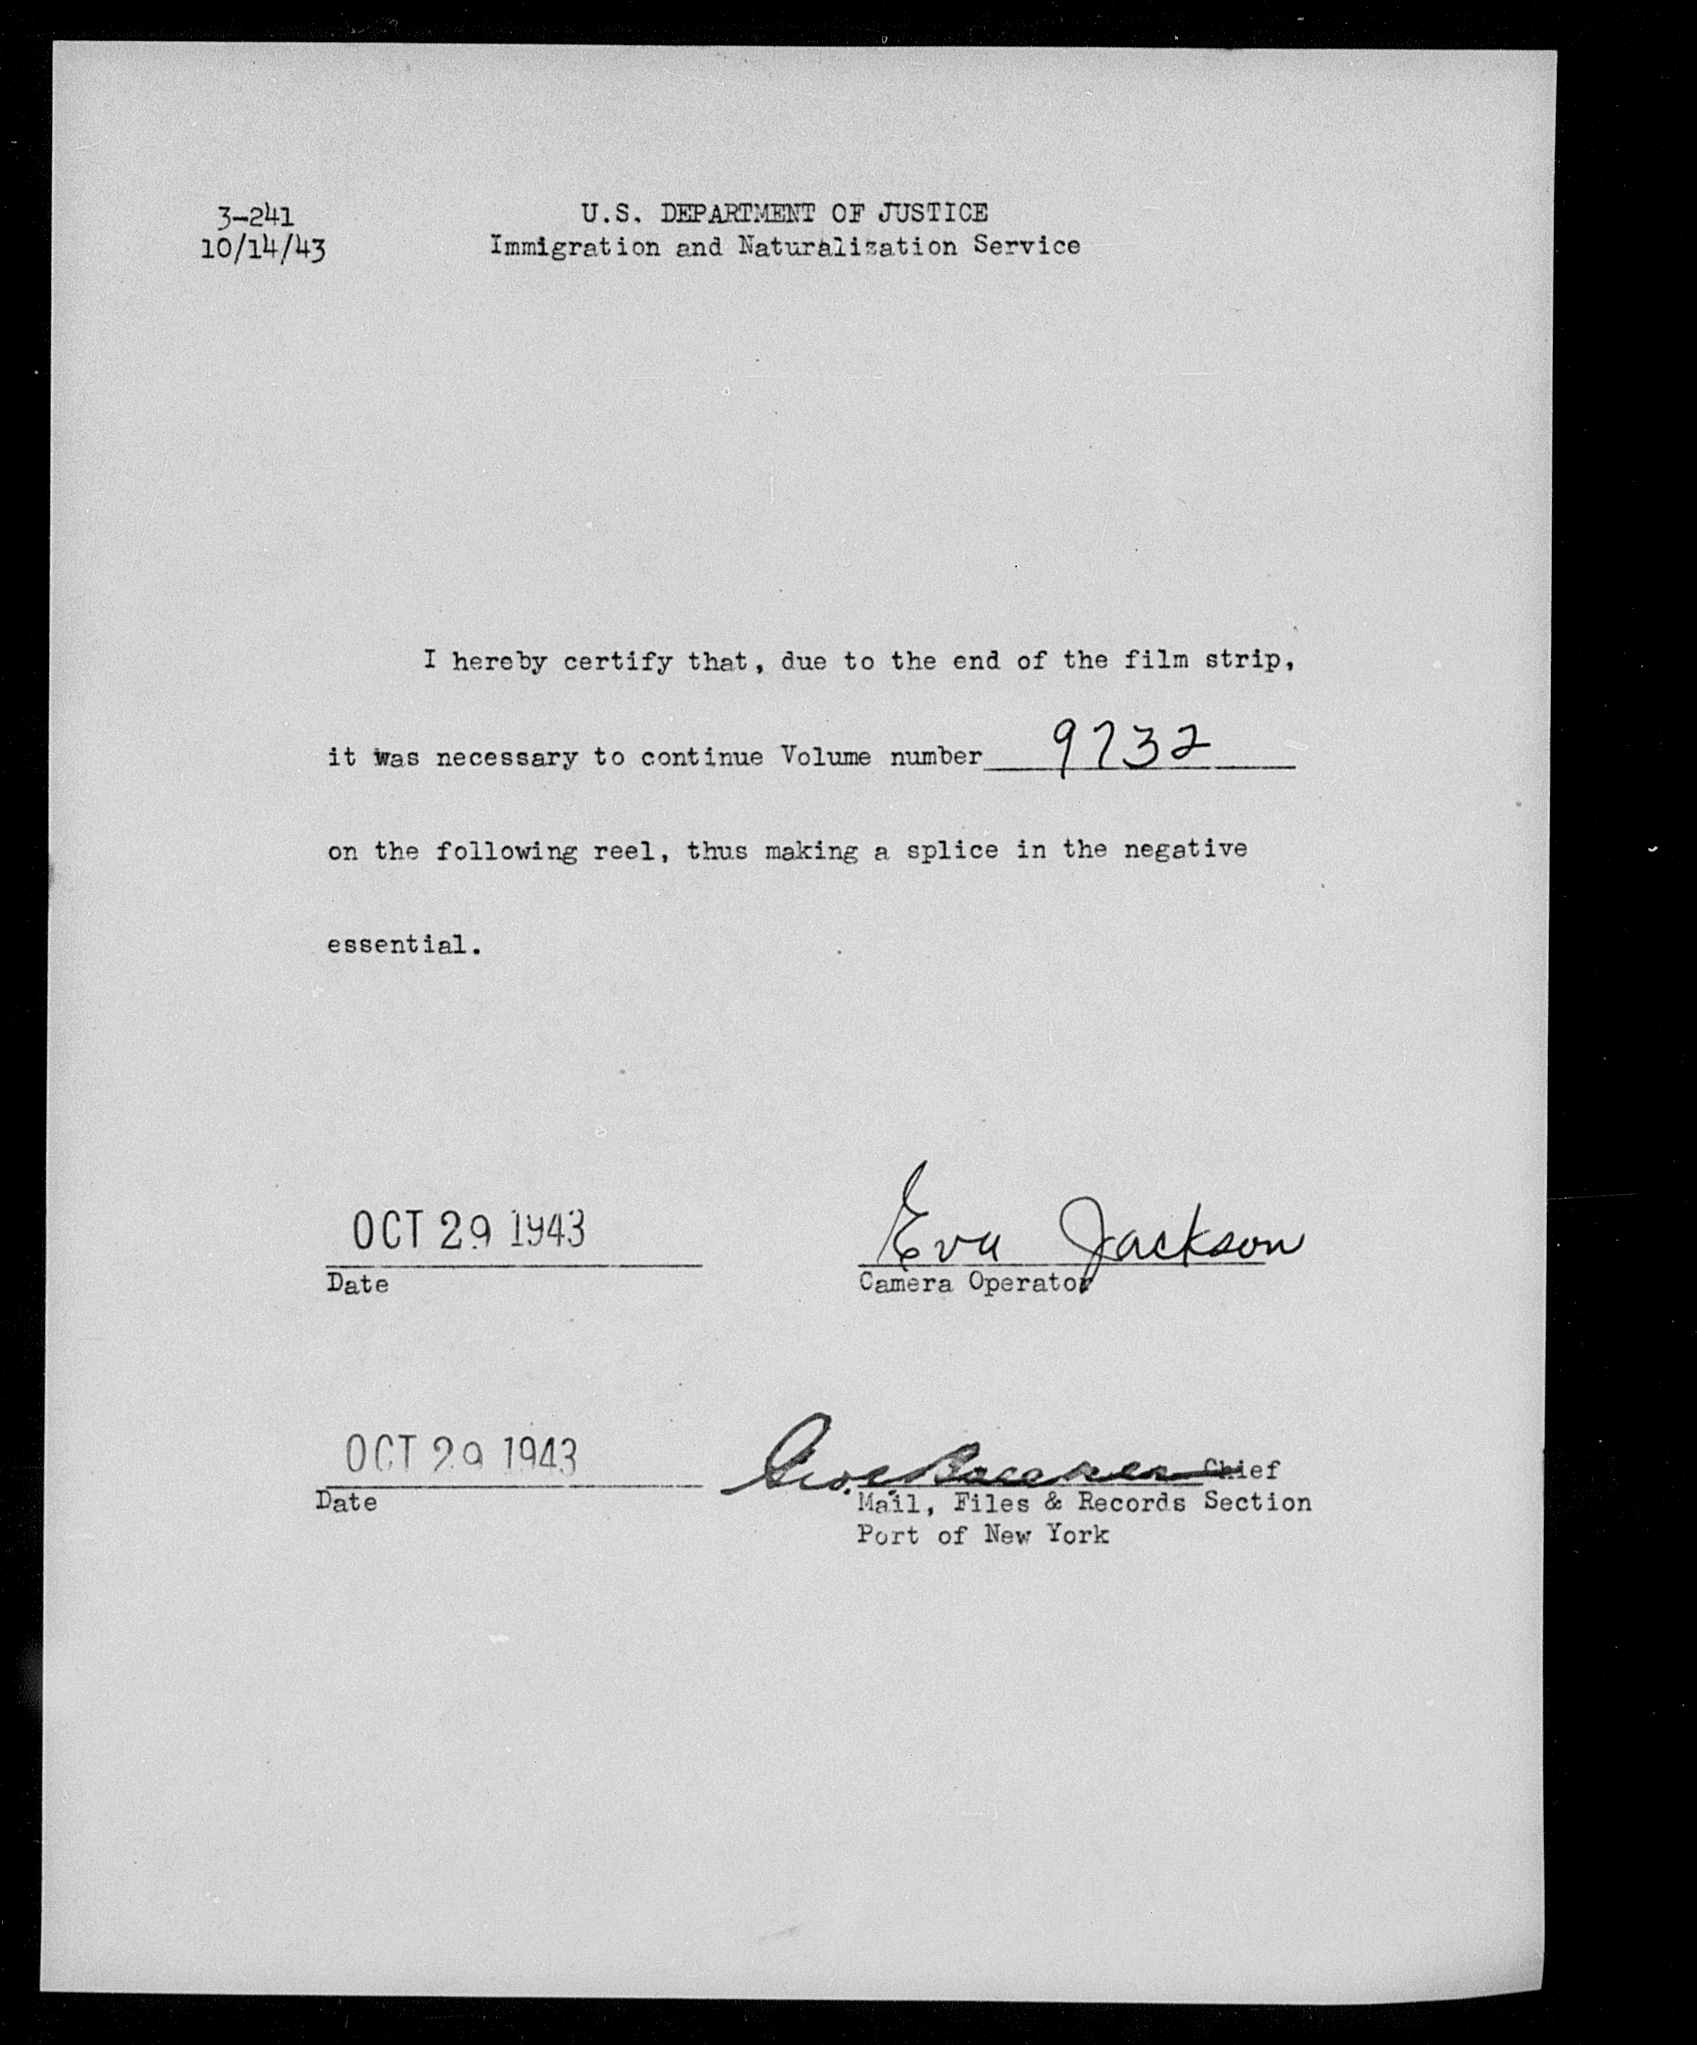 3-241
10/14/43
U.S. DEPARTMENT OF JUSTICE
Immigration and Naturalization Service
I hereby certify that, due to the end of the film strip,
it was necessary to continue Volume number 9732
on the following reel, thus making a splice in the negative
essential.
OCT 29 1943
Eva Jackson
Date
Camera Operator
OCT 29 1943
Geo. Chief
Date
Mail, Files & Records Section
Port of New York